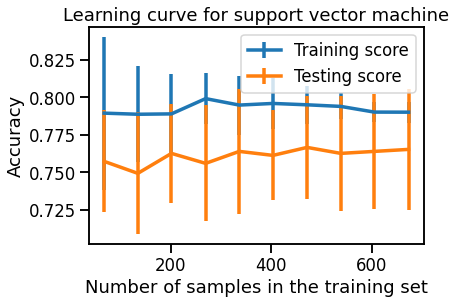 Learning curve for support vector machine
Training score
Testing score
Accuracy
0.825
0.800
0.775
0.750
0.725
200
400
600
Number of samples in the training set